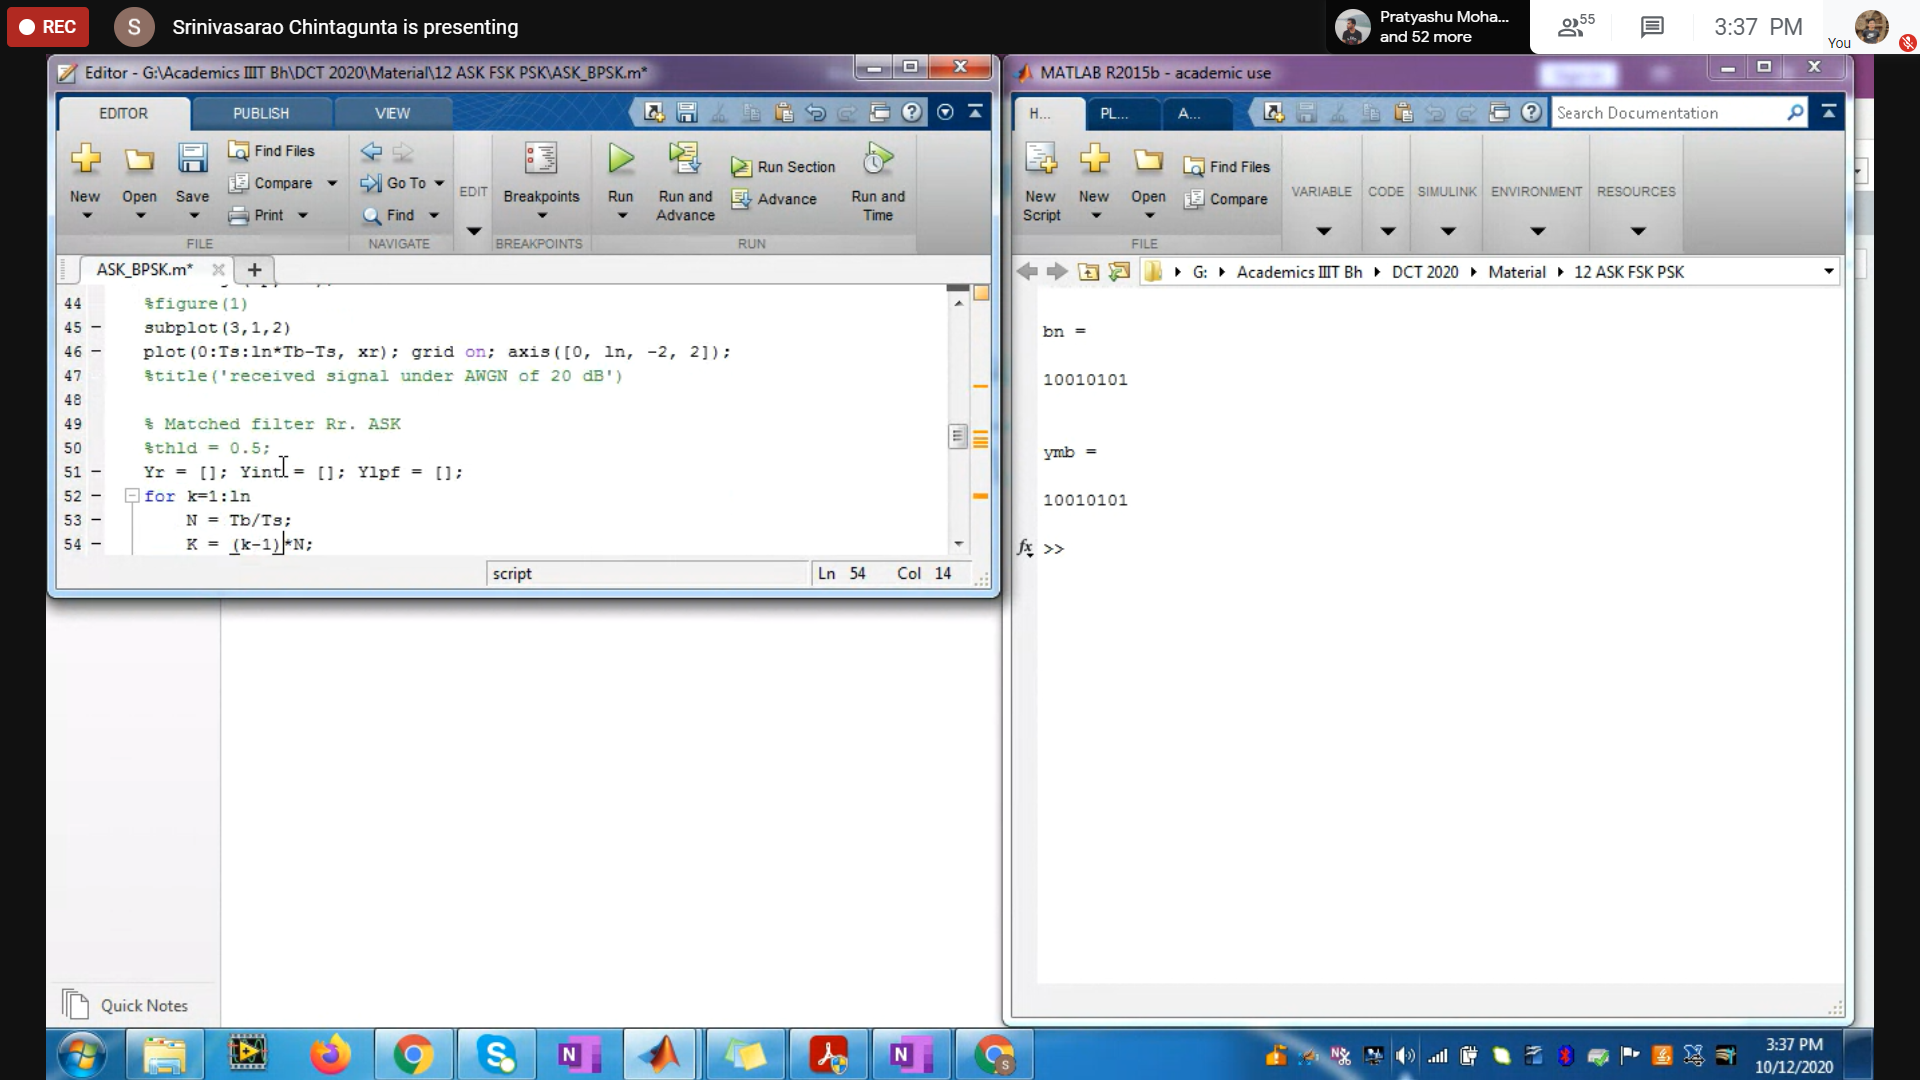 REC
S
Srinivasarao Chintagunta is presenting
Pratyashu Moha...
and 52 more
55
3:37 PM
You
Editor - G:\Academics IIIT Bh\DCT 2020\Material\12 ASK FSK PSK\ASK_BPSK.m*
EDITOR PUBLISH VIEW
New
Open
Save
Find Files
Compare
Print
FILE
Go To
Find
NAVIGATE
EDIT
Breakpoints
BREAKPOINTS
Run
Run and
Advance
Run Section
Advance
Run and
Time
RUN
ASK_BPSK.m*
44 %figure(1)
45 − subplot(3,1,2)
46 − plot(0:Ts:ln*Tb-Ts, xr); grid on; axis([0, ln, -2, 2]);
47 %title('received signal under AWGN of 20 dB')
48
49 % Matched filter Rr. ASK
50 %thld = 0.5;
51 − Yr = []; Yint = []; Ylpf = [];
52 − for k=1:ln
53 − N = Tb/Ts;
54 − K = (k-1)*N;
script
Ln 54 Col 14
MATLAB R2015b - academic use
H... PL... A...
Search Documentation
New
Script
New
Open
Find Files
Compare
FILE
VARIABLE
CODE
SIMULINK
ENVIRONMENT
RESOURCES
G: Academics IIIT Bh DCT 2020 Material 12 ASK FSK PSK
bn =
10010101
ymb =
10010101
fx >>
Quick Notes
3:37 PM
10/12/2020